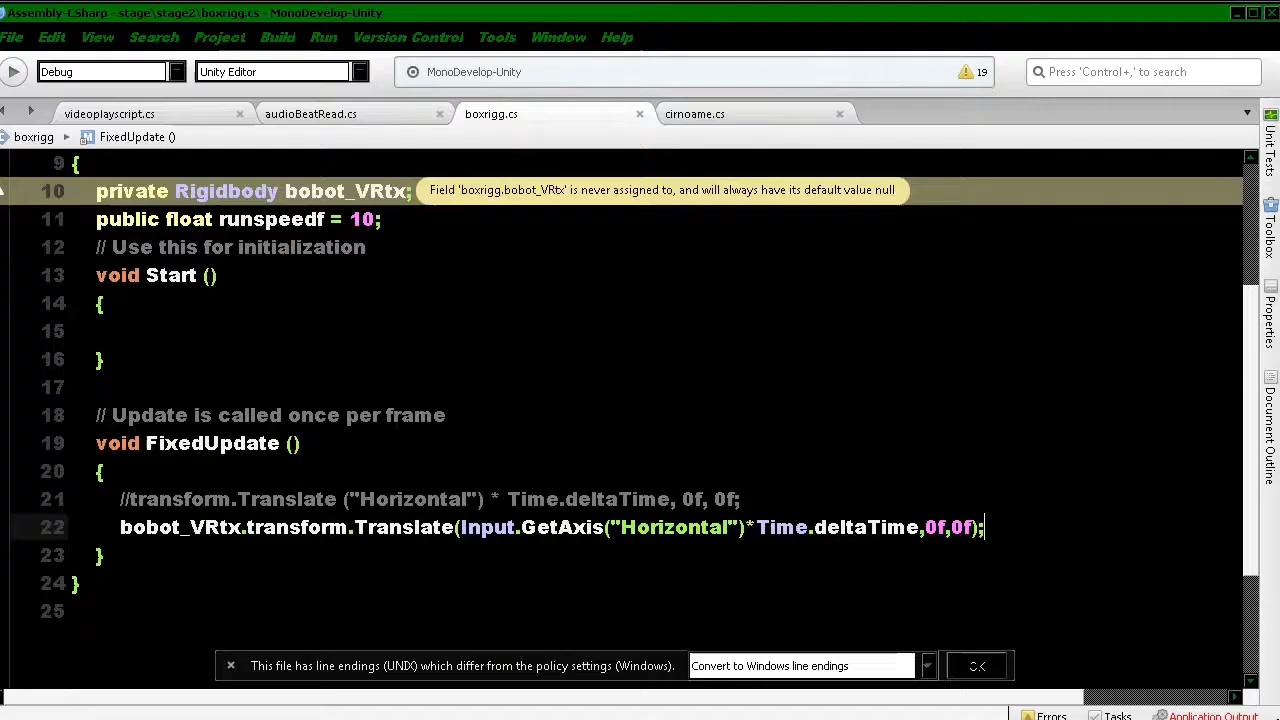 Assembly-CSharp - stage\stage2\boxrigg.cs - MonoDevelop-Unity
File Edit View Search Project Build Run Version Control Tools Window Help
Debug Unity Editor MonoDevelop-Unity 19 Press 'Control+,' to search
videoplayscript.cs audioBeatRead.cs boxrigg.cs cirnoame.cs
boxrigg FixedUpdate ()
9 {
10 private Rigidbody bobot_VRtx; Field 'boxrigg.bobot_VRtx' is never assigned to, and will always have its default value null
11 public float runspeedf = 10;
12 // Use this for initialization
13 void Start ()
14 {
15
16 }
17
18 // Update is called once per frame
19 void FixedUpdate ()
20 {
21 //transform.Translate ("Horizontal") * Time.deltaTime, 0f, 0f;
22 bobot_VRtx.transform.Translate(Input.GetAxis("Horizontal")*Time.deltaTime,0f,0f);
23 }
24 }
25
Unit Tests
Toolbox
Properties
Document Outline
This file has line endings (UNIX) which differ from the policy settings (Windows). Convert to Windows line endings OK
Errors Tasks Application Output